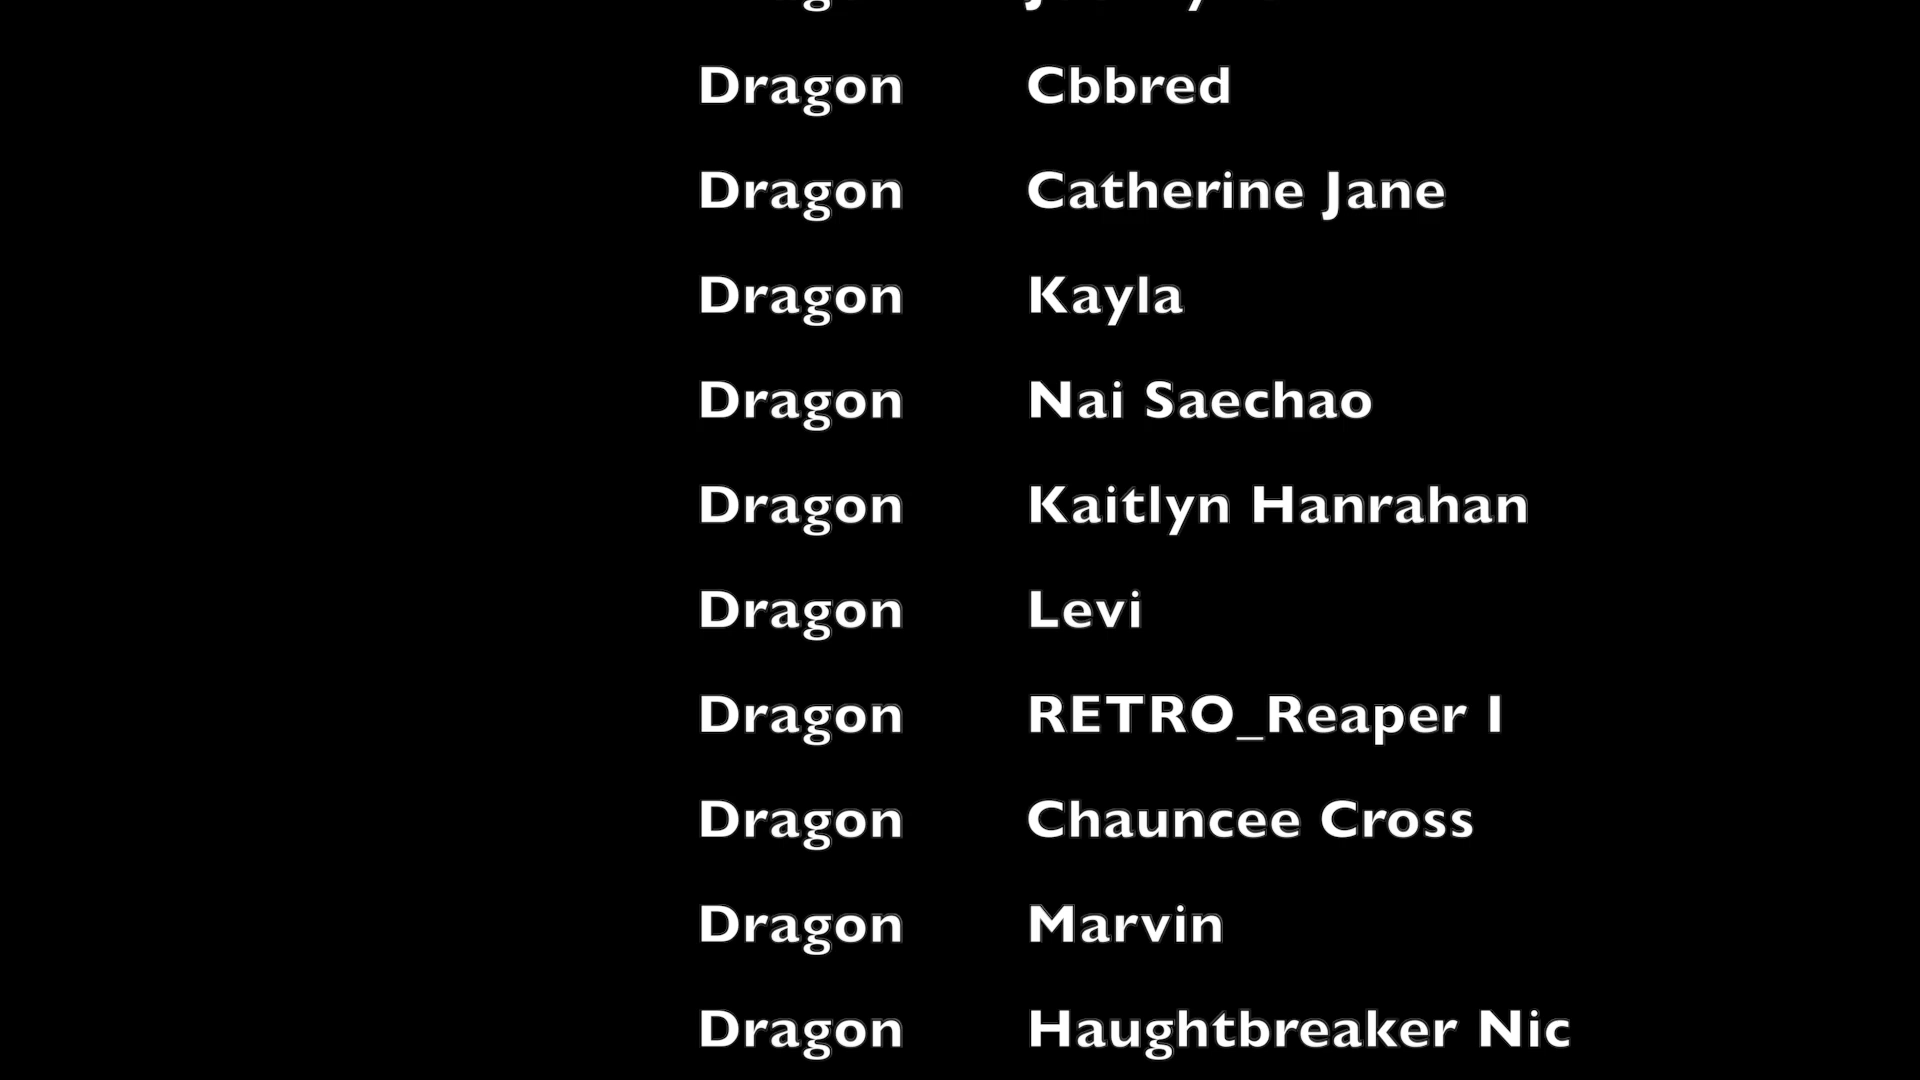 Dragon Cbbred
Dragon Catherine Jane
Dragon Kayla
Dragon Nai Saechao
Dragon Kaitlyn Hanrahan
Dragon Levi
Dragon RETRO_Reaper I
Dragon Chauncee Cross
Dragon Marvin
Dragon Haughtbreaker Nic